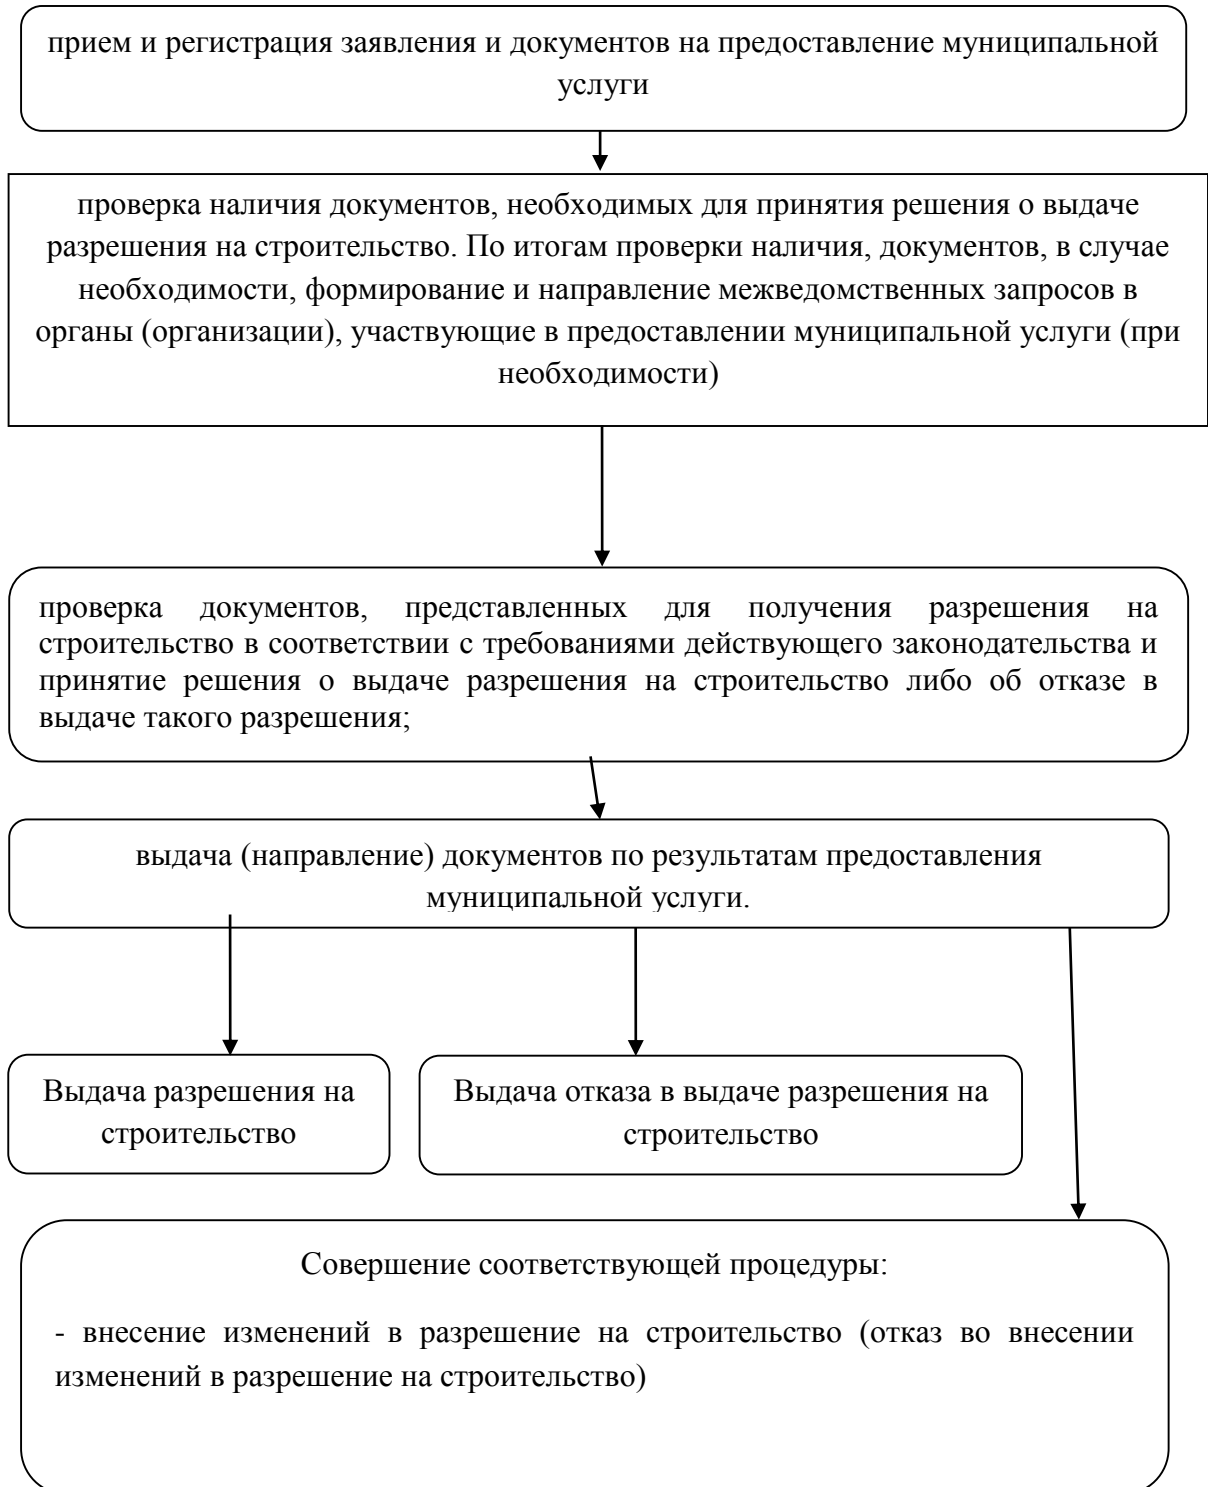 прием и регистрация заявления и документов на предоставление муниципальной
услуги
проверка наличия документов, необходимых для принятия решения о выдаче
разрешения на строительство. По итогам проверки наличия, документов, в случае
необходимости, формирование и направление межведомственных запросов в
органы (организации), участвующие в предоставлении муниципальной услуги (при
необходимости)
проверка документов, представленных для получения разрешения на
строительство в соответствии с требованиями действующего законодательства и
принятие решения о выдаче разрешения на строительство либо об отказе в
выдаче такого разрешения;
выдача (направление) документов по результатам предоставления
муниципальной услуги.
Выдача разрешения на
строительство
Выдача отказа в выдаче разрешения на
строительство
Совершение соответствующей процедуры:
- внесение изменений в разрешение на строительство (отказ во внесении
изменений в разрешение на строительство)